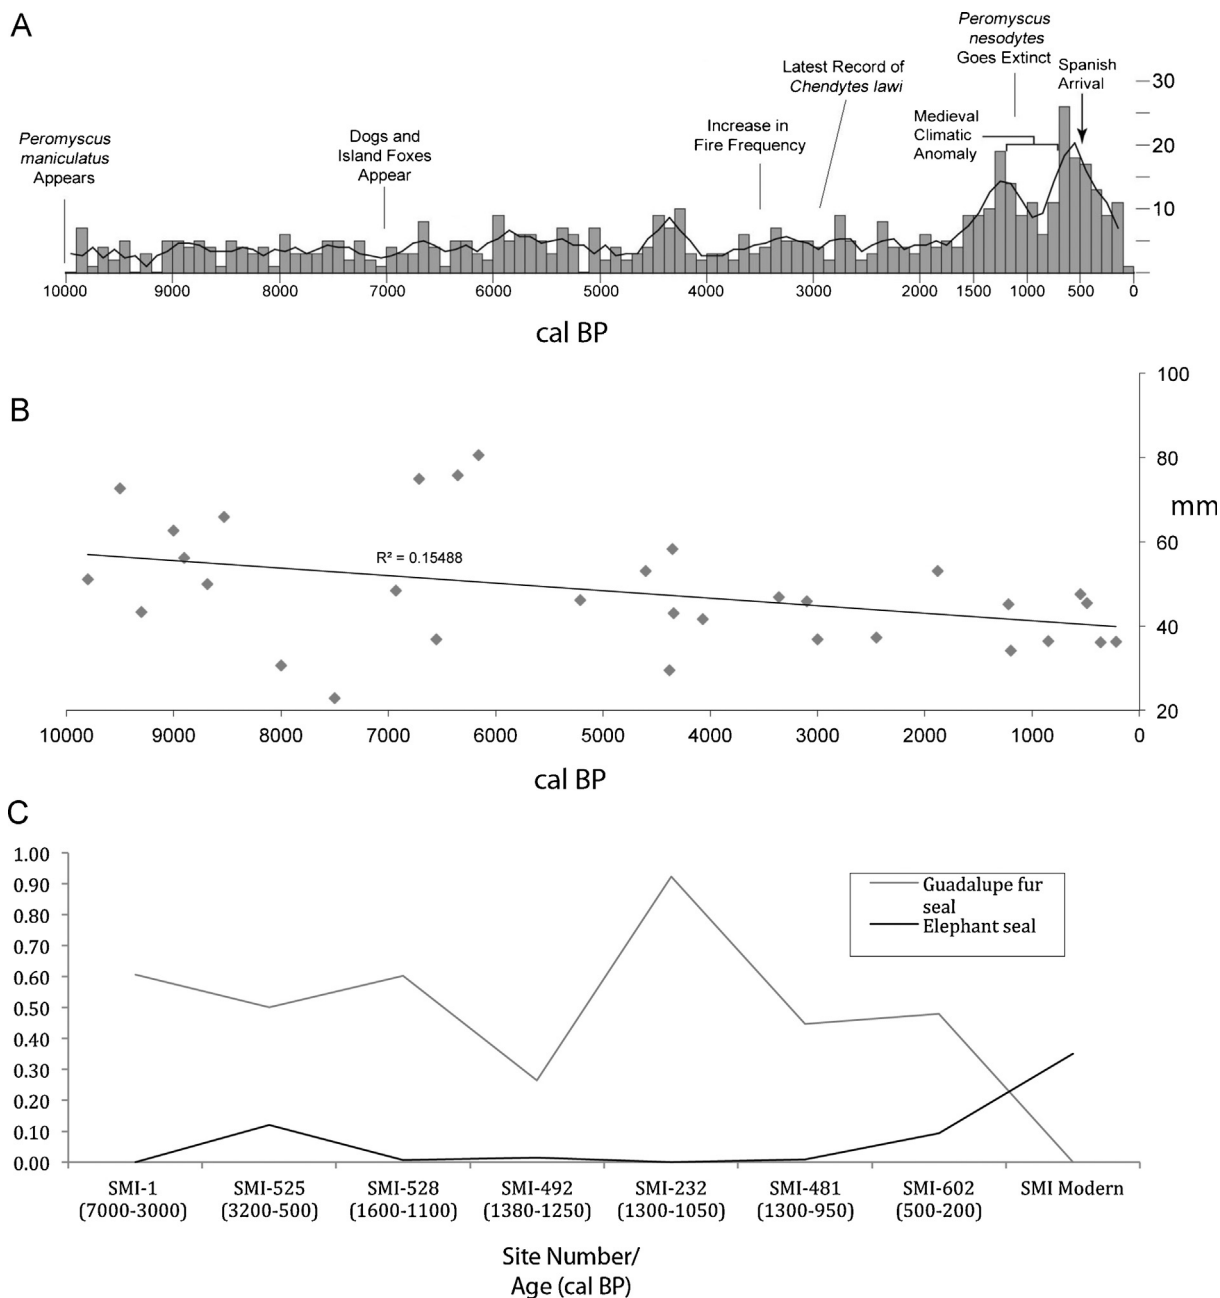 A
Peromyscus
maniculatus
Appears
Dogs and
Island Foxes
Appear
Increase in
Fire Frequency
Latest Record of
Chendytes lawi
Medieval
Climatic
Anomaly
Peromyscus
nesodytes
Goes Extinct
Spanish
Arrival
30
20
10
10000 9000 8000 7000 6000 5000 4000 3000 2000 1500 1000 500 0
cal BP
B
100
80
mm
60
R² = 0.15488
40
20
10000 9000 8000 7000 6000 5000 4000 3000 2000 1000 0
cal BP
C
1.00
0.90
0.80
0.70
0.60
0.50
0.40
0.30
0.20
0.10
0.00
Guadalupe fur
seal
Elephant seal
SMI-1 SMI-525 SMI-528 SMI-492 SMI-232 SMI-481 SMI-602 SMI Modern
(7000-3000) (3200-500) (1600-1100) (1380-1250) (1300-1050) (1300-950) (500-200)
Site Number/
Age (cal BP)